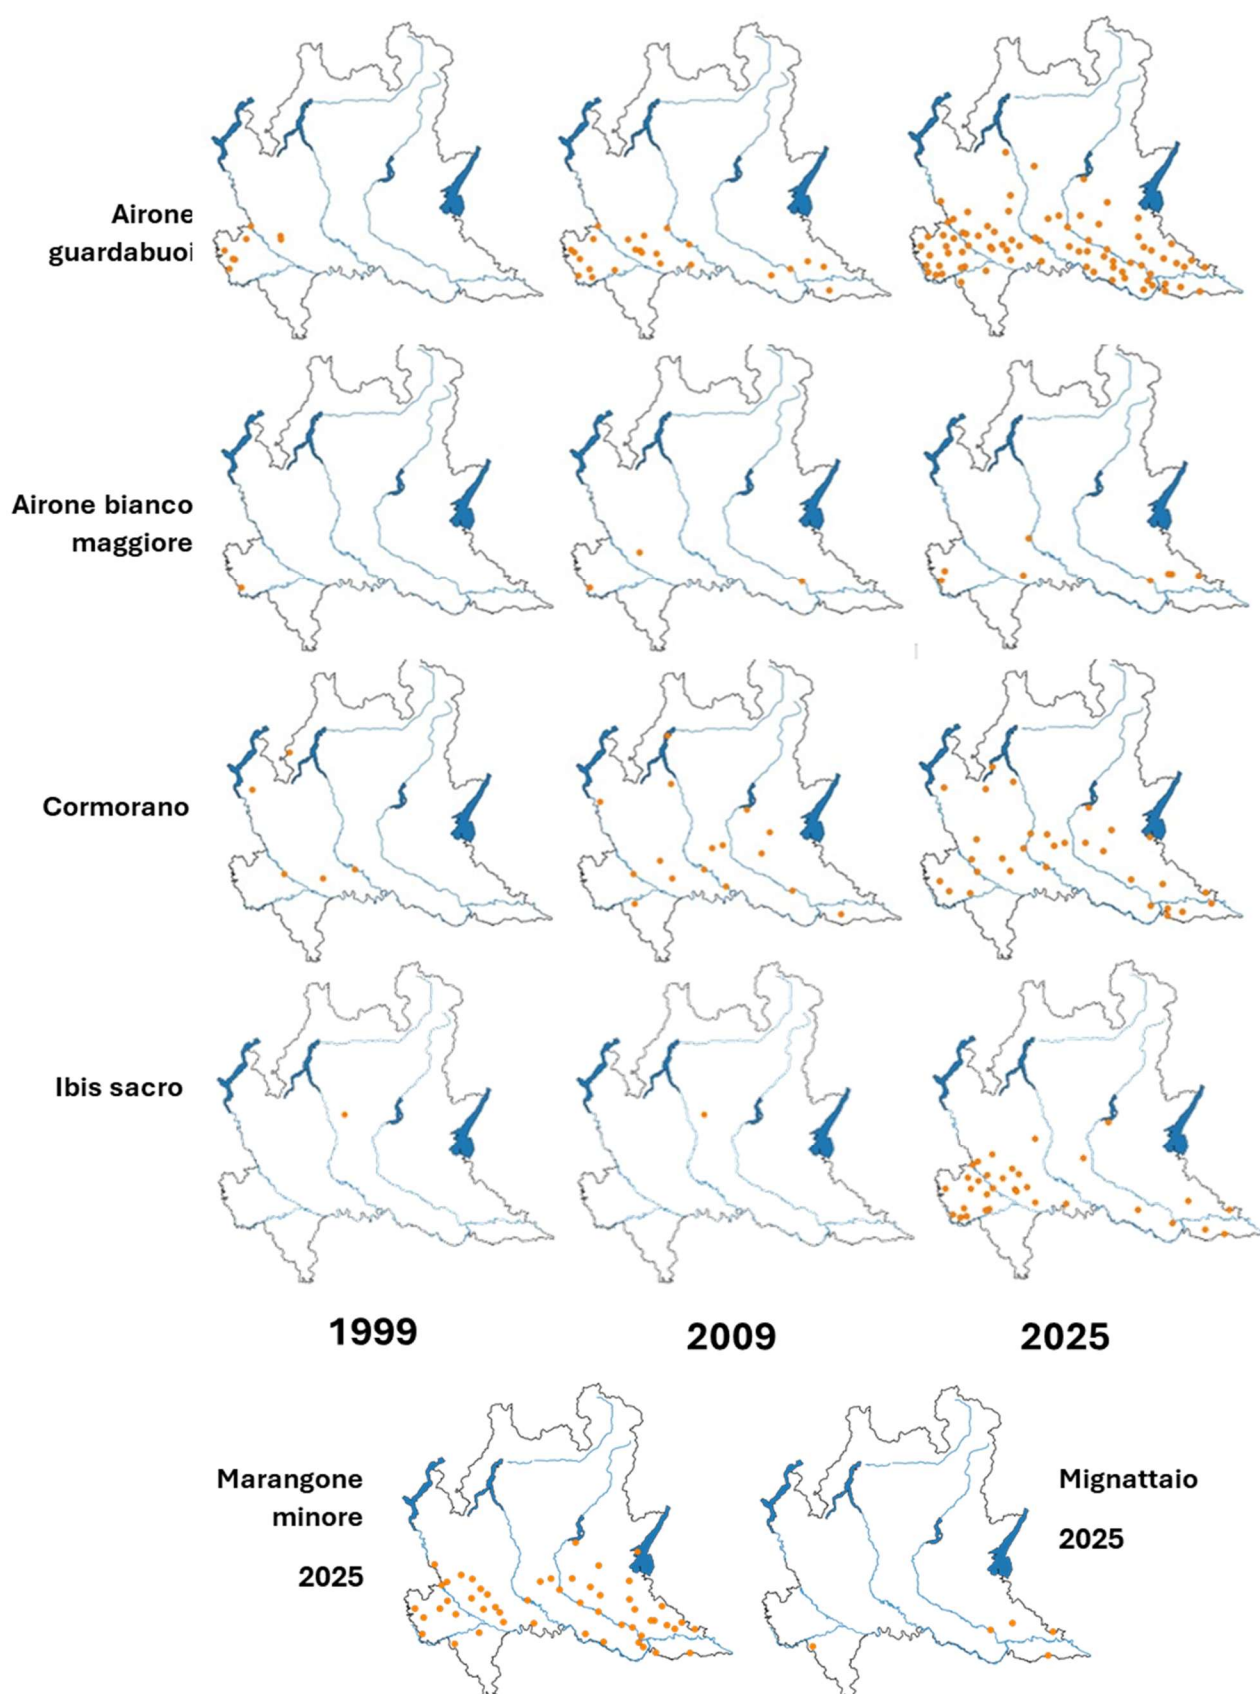 Airone
guardabuoi
Airone bianco
maggiore
Cormorano
Ibis sacro
1999
2009
2025
Marangone
minore
2025
Mignattaio
2025